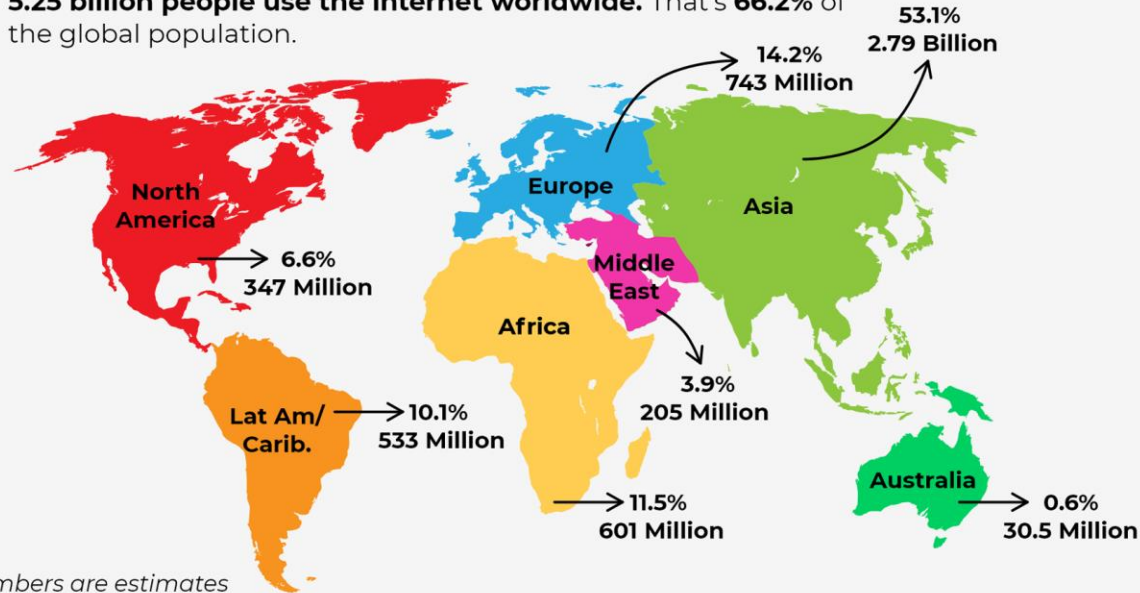 5.25 billion people use the internet worldwide. That's 66.2% of
the global population.
53.1%
2.79 Billion
14.2%
743 Million
North
America
Europe
Asia
6.6%
347 Million
Middle
East
Africa
3.9%
205 Million
Lat Am/
Carib.
10.1%
533 Million
Australia
11.5%
601 Million
0.6%
30.5 Million
mbers are estimates